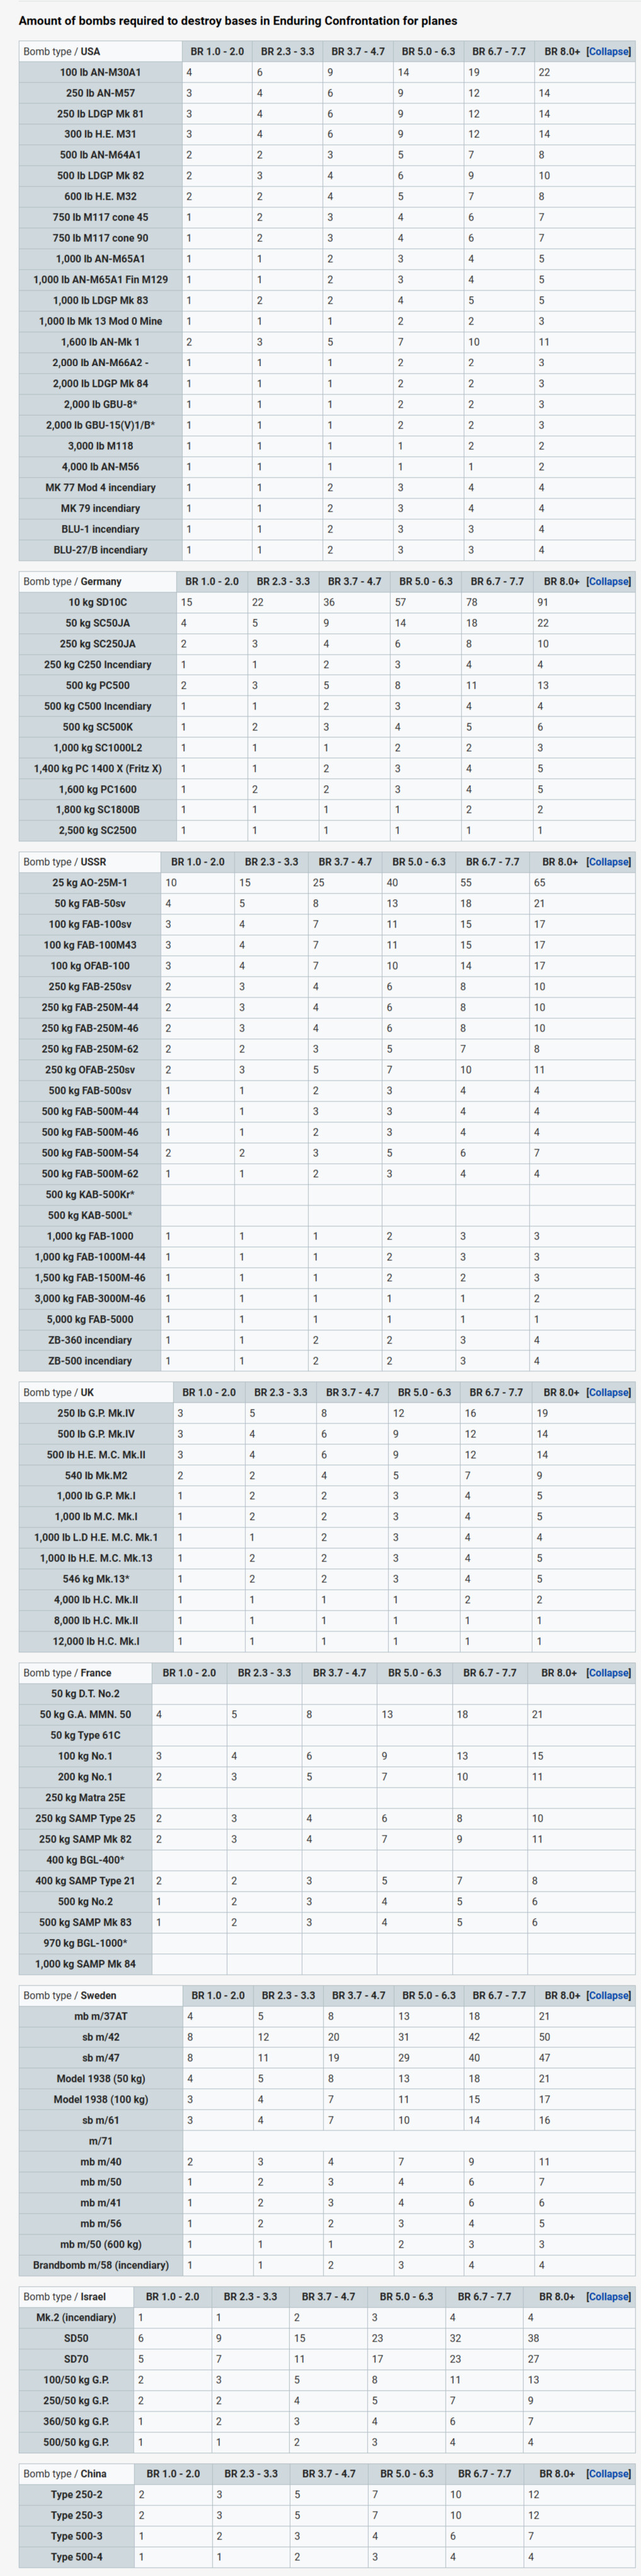 Amount of bombs required to destroy bases in Enduring Confrontation for planes
Bomb type / USA BR 1.0 - 2.0 BR 2.3 - 3.3 BR 3.7 - 4.7 BR 5.0 - 6.3 BR 6.7 - 7.7 BR 8.0+ [Collapse]
100 lb AN-M30A1 4 6 9 14 19 22
250 lb AN-M57 3 4 6 9 12 14
250 lb LDGP Mk 81 3 4 6 9 12 14
300 lb H.E. M31 3 4 6 9 12 14
500 lb AN-M64A1 2 2 3 5 7 8
500 lb LDGP Mk 82 2 3 4 6 9 10
600 lb H.E. M32 2 2 4 5 7 8
750 lb M117 cone 45 1 2 3 4 6 7
750 lb M117 cone 90 1 2 3 4 6 7
1,000 lb AN-M65A1 1 1 2 3 4 5
1,000 lb AN-M65A1 Fin M129 1 1 2 3 4 5
1,000 lb LDGP Mk 83 1 2 2 4 5 5
1,000 lb Mk 13 Mod 0 Mine 1 1 1 2 2 3
1,600 lb AN-Mk 1 2 3 5 7 10 11
2,000 lb AN-M66A2 - 1 1 1 2 2 3
2,000 lb LDGP Mk 84 1 1 1 2 2 3
2,000 lb GBU-8* 1 1 1 2 2 3
2,000 lb GBU-15(V)1/B* 1 1 1 2 2 3
3,000 lb M118 1 1 1 1 2 2
4,000 lb AN-M56 1 1 1 1 1 2
MK 77 Mod 4 incendiary 1 1 2 3 4 4
MK 79 incendiary 1 1 2 3 4 4
BLU-1 incendiary 1 1 2 3 3 4
BLU-27/B incendiary 1 1 2 3 3 4
Bomb type / Germany BR 1.0 - 2.0 BR 2.3 - 3.3 BR 3.7 - 4.7 BR 5.0 - 6.3 BR 6.7 - 7.7 BR 8.0+ [Collapse]
10 kg SD10C 15 22 36 57 78 91
50 kg SC50JA 4 5 9 14 18 22
250 kg SC250JA 2 3 4 6 8 10
250 kg C250 Incendiary 1 1 2 3 4 4
500 kg PC500 2 3 5 8 11 13
500 kg C500 Incendiary 1 1 2 3 4 4
500 kg SC500K 1 2 3 4 5 6
1,000 kg SC1000L2 1 1 1 2 2 3
1,400 kg PC 1400 X (Fritz X) 1 1 2 3 4 5
1,600 kg PC1600 1 2 2 3 4 5
1,800 kg SC1800B 1 1 1 1 2 2
2,500 kg SC2500 1 1 1 1 1 1
Bomb type / USSR BR 1.0 - 2.0 BR 2.3 - 3.3 BR 3.7 - 4.7 BR 5.0 - 6.3 BR 6.7 - 7.7 BR 8.0+ [Collapse]
25 kg AO-25M-1 10 15 25 40 55 65
50 kg FAB-50sv 4 5 8 13 18 21
100 kg FAB-100sv 3 4 7 11 15 17
100 kg FAB-100M43 3 4 7 11 15 17
100 kg OFAB-100 3 4 7 10 14 17
250 kg FAB-250sv 2 3 4 6 8 10
250 kg FAB-250M-44 2 3 4 6 8 10
250 kg FAB-250M-46 2 3 4 6 8 10
250 kg FAB-250M-62 2 2 3 5 7 8
250 kg OFAB-250sv 2 3 5 7 10 11
500 kg FAB-500sv 1 1 2 3 4 4
500 kg FAB-500M-44 1 1 3 3 4 4
500 kg FAB-500M-46 1 1 2 3 4 4
500 kg FAB-500M-54 2 2 3 5 6 7
500 kg FAB-500M-62 1 1 2 3 4 4
500 kg KAB-500Kr*
500 kg KAB-500L*
1,000 kg FAB-1000 1 1 1 2 3 3
1,000 kg FAB-1000M-44 1 1 1 2 3 3
1,500 kg FAB-1500M-46 1 1 1 2 2 3
3,000 kg FAB-3000M-46 1 1 1 1 1 2
5,000 kg FAB-5000 1 1 1 1 1 1
ZB-360 incendiary 1 1 2 2 3 4
ZB-500 incendiary 1 1 2 2 3 4
Bomb type / UK BR 1.0 - 2.0 BR 2.3 - 3.3 BR 3.7 - 4.7 BR 5.0 - 6.3 BR 6.7 - 7.7 BR 8.0+ [Collapse]
250 lb G.P. Mk.IV 3 5 8 12 16 19
500 lb G.P. Mk.IV 3 4 6 9 12 14
500 lb H.E. M.C. Mk.II 3 4 6 9 12 14
540 lb Mk.M2 2 2 4 5 7 9
1,000 lb G.P. Mk.I 1 2 2 3 4 5
1,000 lb M.C. Mk.I 1 2 2 3 4 5
1,000 lb L.D H.E. M.C. Mk.1 1 1 2 3 4 4
1,000 lb H.E. M.C. Mk.13 1 2 2 3 4 5
546 kg Mk.13* 1 2 2 3 4 5
4,000 lb H.C. Mk.II 1 1 1 1 2 2
8,000 lb H.C. Mk.II 1 1 1 1 1 1
12,000 lb H.C. Mk.I 1 1 1 1 1 1
Bomb type / France BR 1.0 - 2.0 BR 2.3 - 3.3 BR 3.7 - 4.7 BR 5.0 - 6.3 BR 6.7 - 7.7 BR 8.0+ [Collapse]
50 kg D.T. No.2
50 kg G.A. MMN. 50 4 5 8 13 18 21
50 kg Type 61C
100 kg No.1 3 4 6 9 13 15
200 kg No.1 2 3 5 7 10 11
250 kg Matra 25E
250 kg SAMP Type 25 2 3 4 6 8 10
250 kg SAMP Mk 82 2 3 4 7 9 11
400 kg BGL-400*
400 kg SAMP Type 21 2 2 3 5 7 8
500 kg No.2 1 2 3 4 5 6
500 kg SAMP Mk 83 1 2 3 4 5 6
970 kg BGL-1000*
1,000 kg SAMP Mk 84
Bomb type / Sweden BR 1.0 - 2.0 BR 2.3 - 3.3 BR 3.7 - 4.7 BR 5.0 - 6.3 BR 6.7 - 7.7 BR 8.0+ [Collapse]
mb m/37AT 4 5 8 13 18 21
sb m/42 8 12 20 31 42 50
sb m/47 8 11 19 29 40 47
Model 1938 (50 kg) 4 5 8 13 18 21
Model 1938 (100 kg) 3 4 7 11 15 17
sb m/61 3 4 7 10 14 16
m/71
mb m/40 2 3 4 7 9 11
mb m/50 1 2 3 4 6 7
mb m/41 1 2 3 4 6 6
mb m/56 1 2 2 3 4 5
mb m/50 (600 kg) 1 1 1 2 3 3
Brandbomb m/58 (incendiary) 1 1 2 3 4 4
Bomb type / Israel BR 1.0 - 2.0 BR 2.3 - 3.3 BR 3.7 - 4.7 BR 5.0 - 6.3 BR 6.7 - 7.7 BR 8.0+ [Collapse]
Mk.2 (incendiary) 1 1 2 3 4 4
SD50 6 9 15 23 32 38
SD70 5 7 11 17 23 27
100/50 kg G.P. 2 3 5 8 11 13
250/50 kg G.P. 2 2 4 5 7 9
360/50 kg G.P. 1 2 3 4 6 7
500/50 kg G.P. 1 1 2 3 4 4
Bomb type / China BR 1.0 - 2.0 BR 2.3 - 3.3 BR 3.7 - 4.7 BR 5.0 - 6.3 BR 6.7 - 7.7 BR 8.0+ [Collapse]
Type 250-2 2 3 5 7 10 12
Type 250-3 2 3 5 7 10 12
Type 500-3 1 2 3 4 6 7
Type 500-4 1 1 2 3 4 4